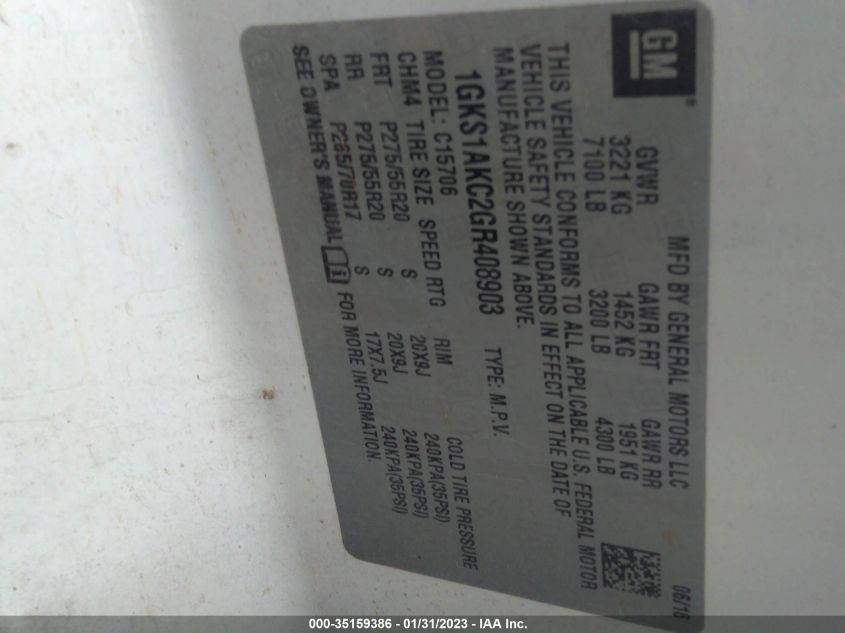 GM®
MFD BY GENERAL MOTORS LLC 06/16
GVWR GAWR FRT GAWR RR
3221 KG 1452 KG 1951 KG
7100 LB 3200 LB 4300 LB
THIS VEHICLE CONFORMS TO ALL APPLICABLE U.S. FEDERAL MOTOR
VEHICLE SAFETY STANDARDS IN EFFECT ON THE DATE OF
MANUFACTURE SHOWN ABOVE.
1GKS1AKC2GR408903 TYPE: M.P.V.
MODEL: C15706
CHM4 TIRE SIZE SPEED RTG RIM COLD TIRE PRESSURE
FRT P275/55R20 S 20X9J 240KPA(35PSI)
RR P275/55R20 S 20X9J 240KPA(35PSI)
SPA P265/70R17 S 17X7.5J 240KPA(35PSI)
SEE OWNER'S MANUAL FOR MORE INFORMATION.
000-35159386 - 01/31/2023 - IAA Inc.